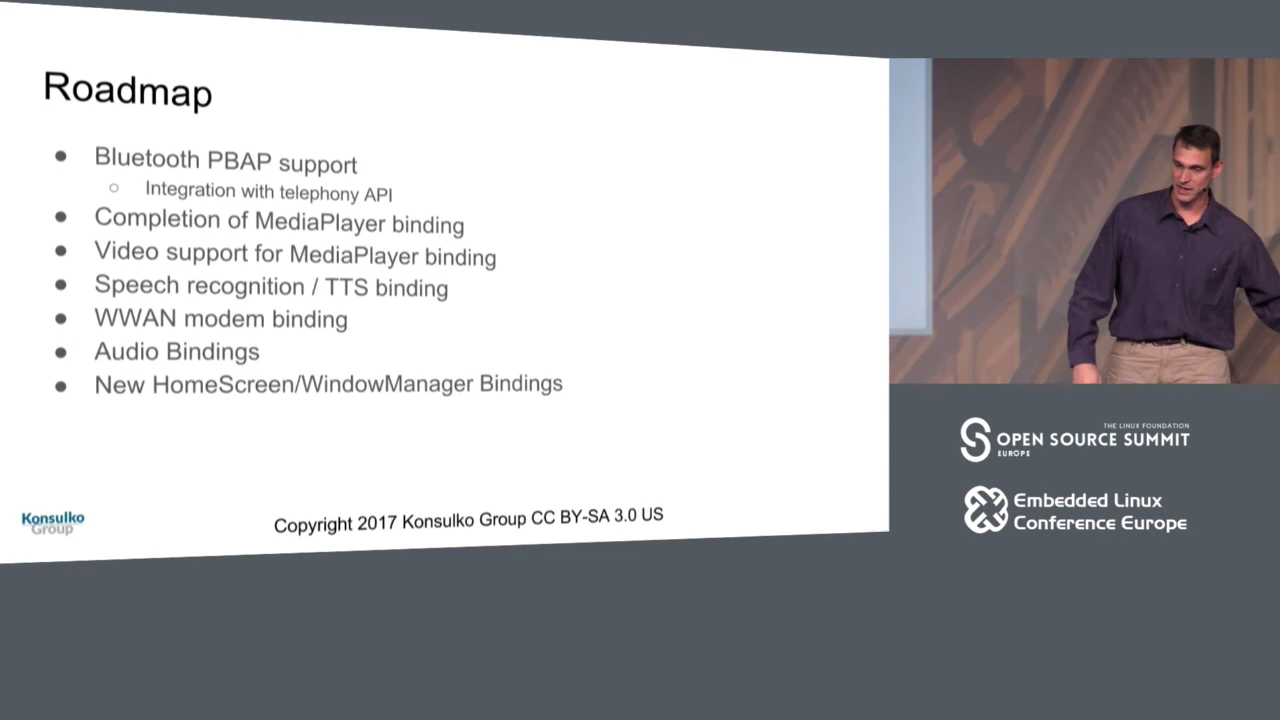 Roadmap
● Bluetooth PBAP support
○ Integration with telephony API
● Completion of MediaPlayer binding
● Video support for MediaPlayer binding
● Speech recognition / TTS binding
● WWAN modem binding
● Audio Bindings
● New HomeScreen/WindowManager Bindings
Konsulko
Group
Copyright 2017 Konsulko Group CC BY-SA 3.0 US
THE LINUX FOUNDATION
OPEN SOURCE SUMMIT
EUROPE
Embedded Linux
Conference Europe